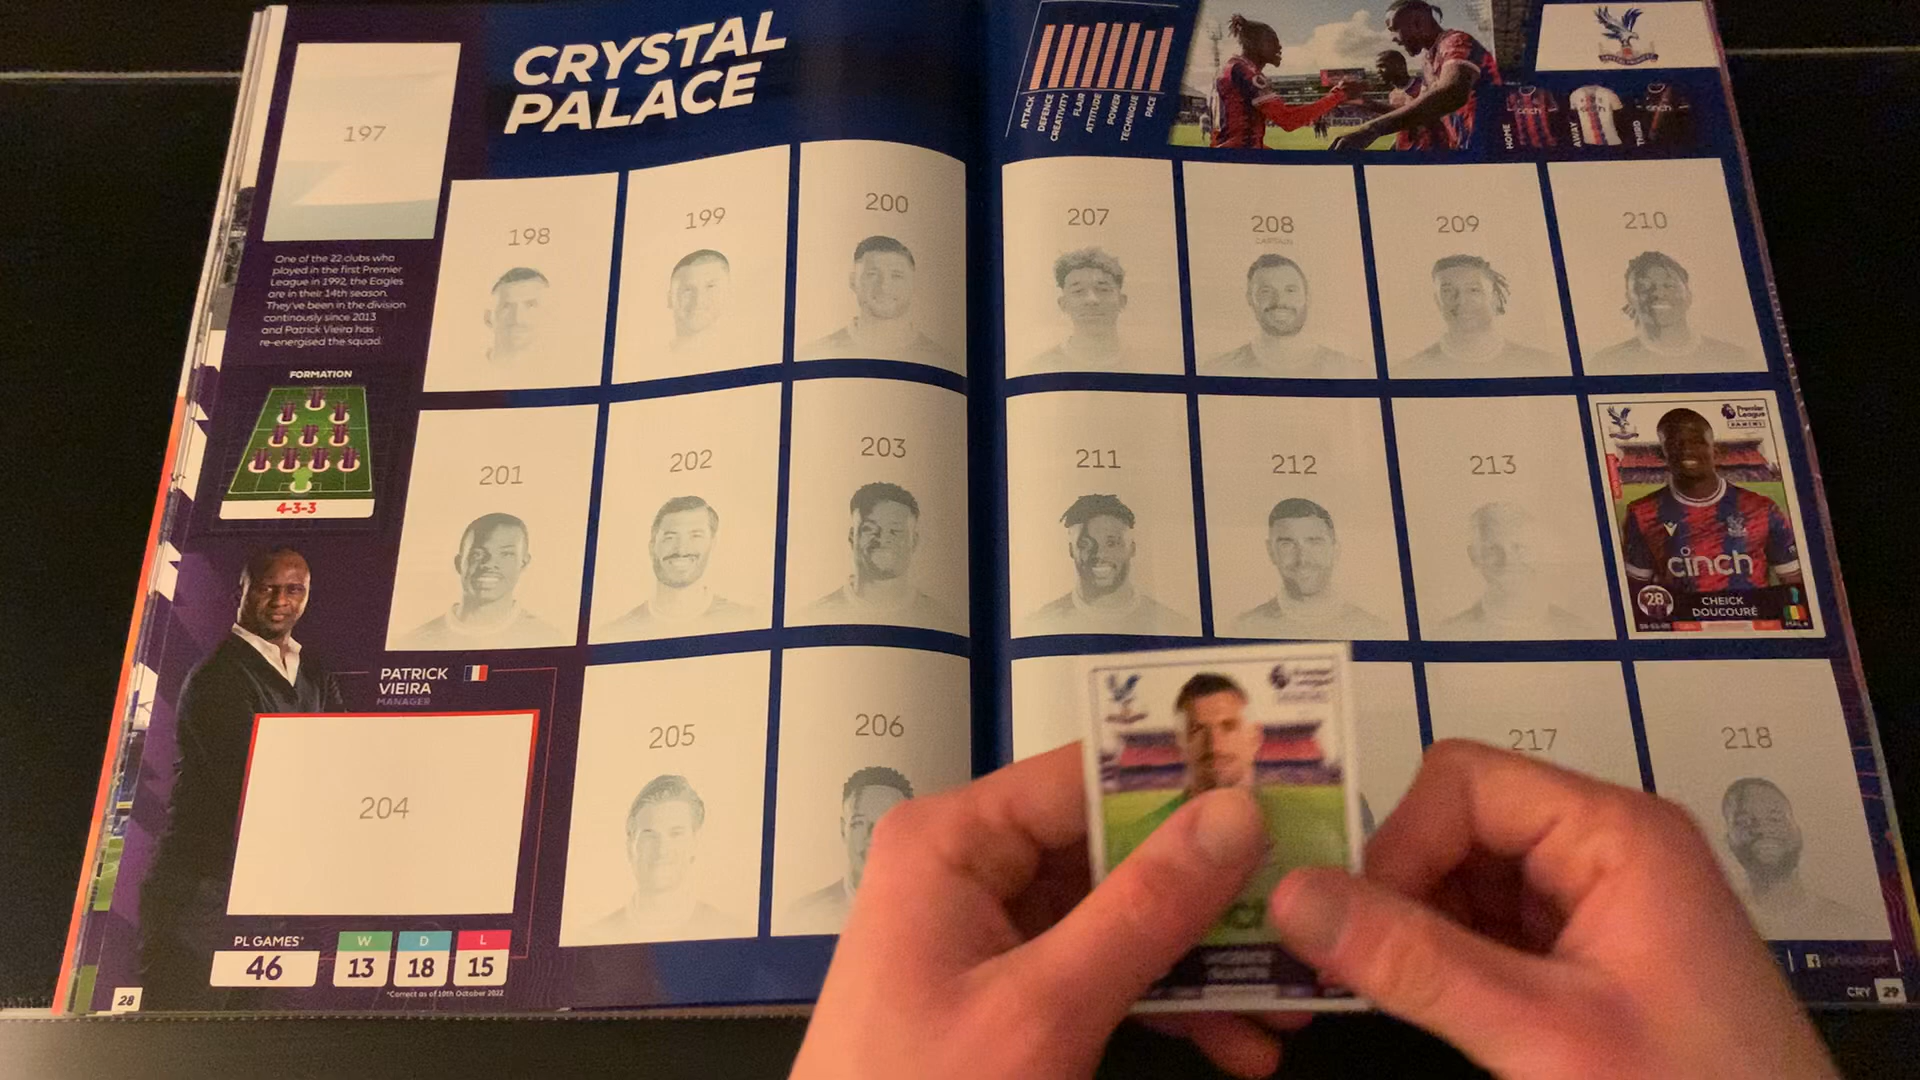 CRYSTAL
PALACE
197
198
199
200
One of the 22 clubs who
played in the first Premier
League in 1992, the Eagles
are in their 14th season.
They've been in the division
continously since 2013
and Patrick Vieira has
re-energised the squad.
FORMATION
4-3-3
201
202
203
PATRICK
VIEIRA
MANAGER
204
205
206
PL GAMES*
46
W
13
D
18
L
15
*Correct as of 10th October 2022
28
ATTACK
DEFENCE
CREATIVITY
FLAIR
ATTITUDE
POWER
TECHNIQUE
PACE
HOME
AWAY
THIRD
207
208
CAPTAIN
209
210
211
212
213
Premier
League
PANINI
cinch
28
CHEICK
DOUCOURÉ
217
218
CRY 29